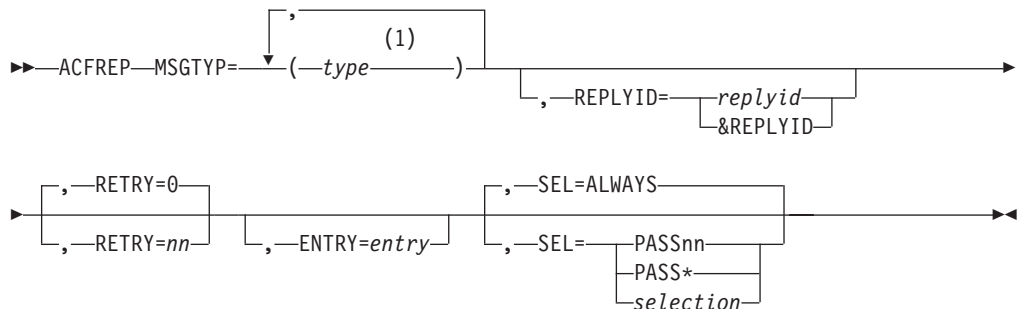 ,
(1)
ACFREP MSGTYP= ( type )
, REPLYID= replyid
&REPLYID
, RETRY=0
, RETRY=nn
, ENTRY=entry
, SEL=ALWAYS
, SEL= PASSnn
PASS*
selection